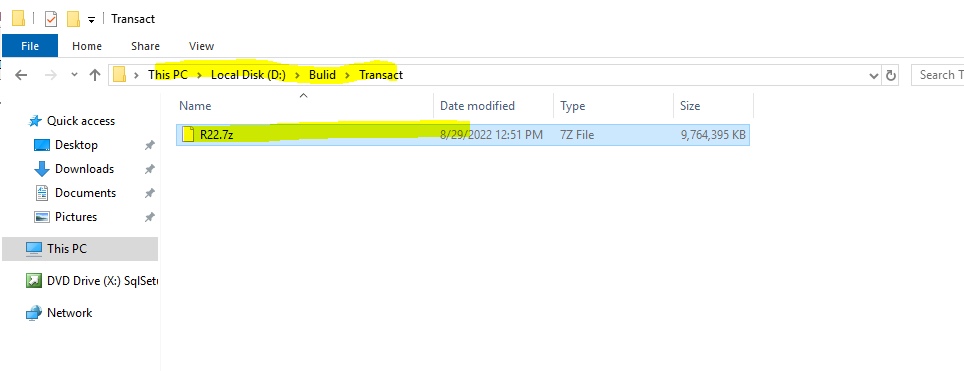 Transact
File Home Share View
This PC Local Disk (D:) Bulid Transact
Search T
Name Date modified Type Size
Quick access
R22.7z 8/29/2022 12:51 PM 7Z File 9,764,395 KB
Desktop
Downloads
Documents
Pictures
This PC
DVD Drive (X:) SqlSetu
Network